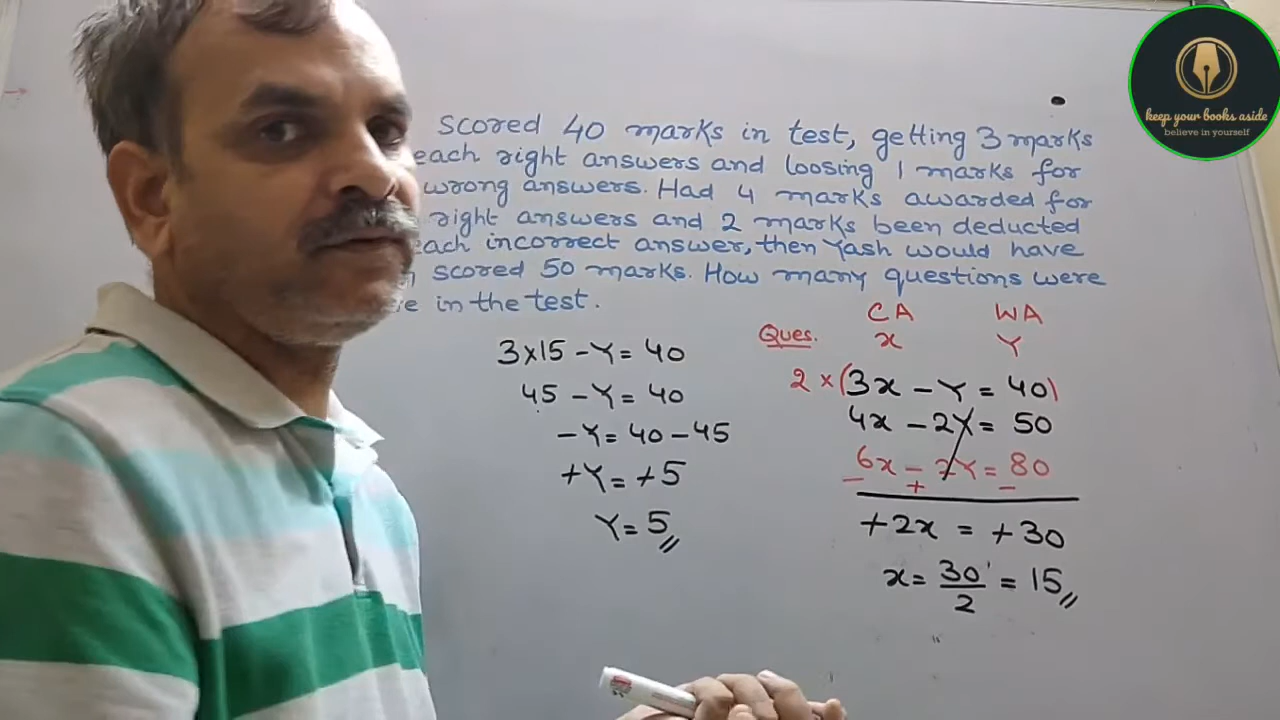 keep your books aside
believe in yourself
scored 40 marks in test, getting 3 marks
each right answers and loosing 1 marks for
wrong answers. Had 4 marks awarded for
right answers and 2 marks been deducted
each incorrect answer, then Yash would have
scored 50 marks. How many questions were
in the test.
3×15 - Y = 40
45 - Y = 40
-Y = 40 - 45
+Y = +5
Y = 5
Ques. CA WA
x Y
2 × (3x - Y = 40)
4x - 2Y = 50
6x - 2Y = 80
- + -
+2x = +30
x = 30/2 = 15